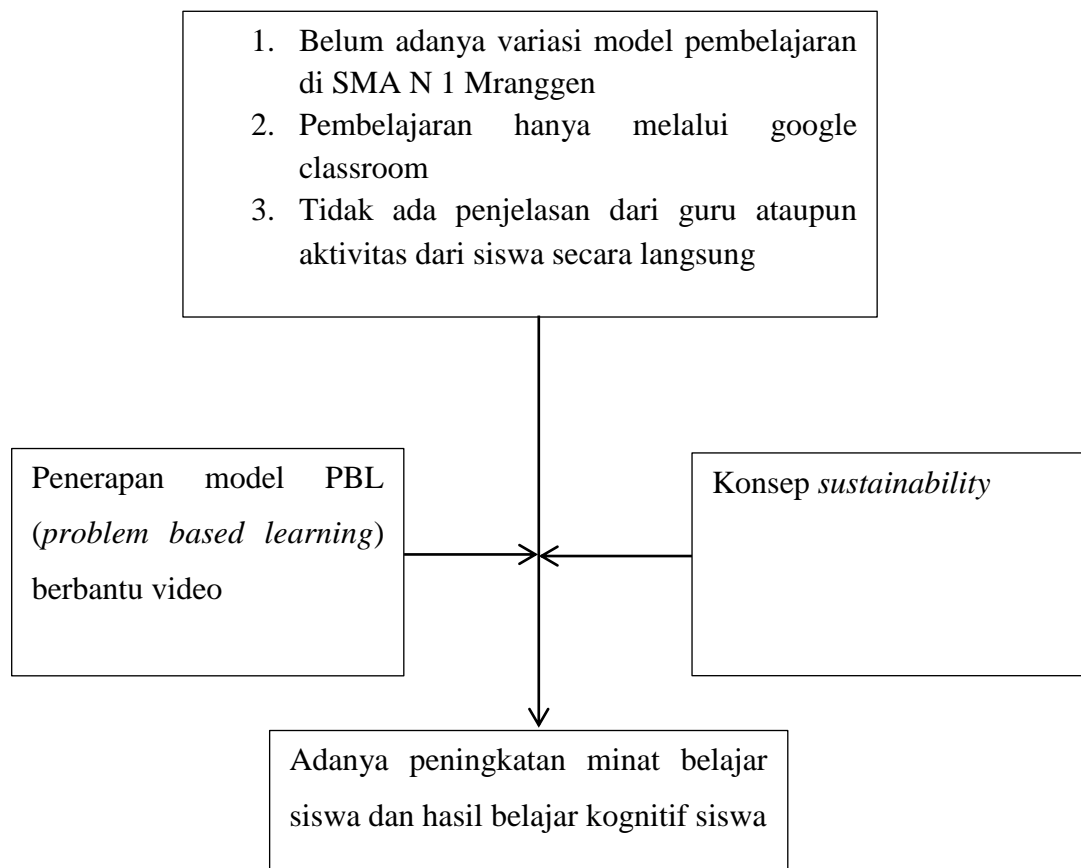 1. Belum adanya variasi model pembelajaran
di SMA N 1 Mranggen
2. Pembelajaran hanya melalui google
classroom
3. Tidak ada penjelasan dari guru ataupun
aktivitas dari siswa secara langsung
Penerapan model PBL
(problem based learning)
berbantu video
Konsep sustainability
Adanya peningkatan minat belajar
siswa dan hasil belajar kognitif siswa